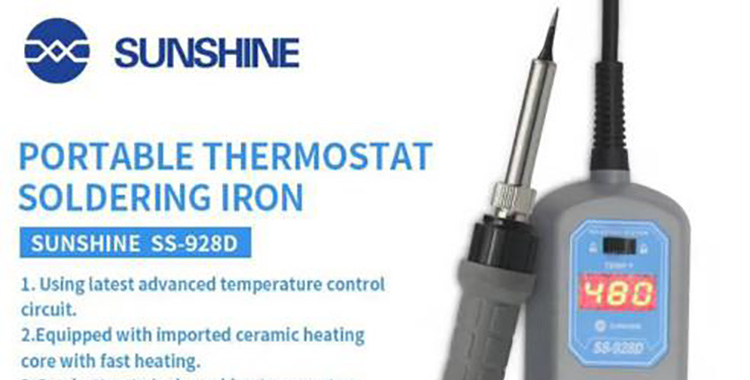 SUNSHINE
PORTABLE THERMOSTAT
SOLDERING IRON
SUNSHINE SS-928D
1. Using latest advanced temperature control
circuit.
2.Equipped with imported ceramic heating
core with fast heating.
480
SUNSHINE
SS-928D